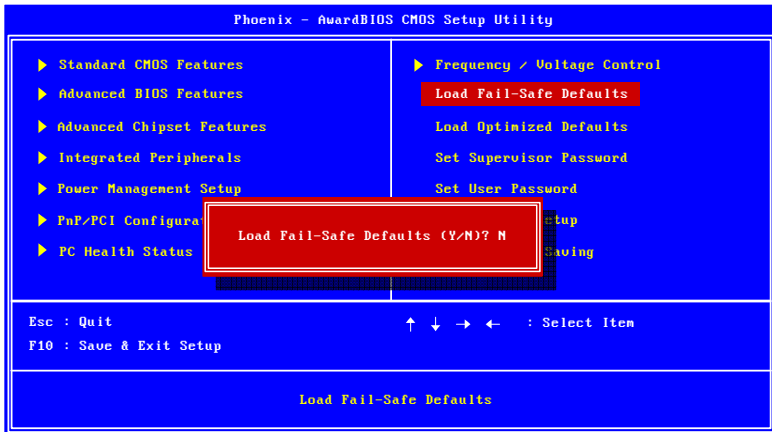 Phoenix - AwardBIOS CMOS Setup Utility
Standard CMOS Features
Advanced BIOS Features
Advanced Chipset Features
Integrated Peripherals
Power Management Setup
PnP/PCI Configurat
PC Health Status
Frequency / Voltage Control
Load Fail-Safe Defaults
Load Optimized Defaults
Set Supervisor Password
Set User Password
etup
Saving
Load Fail-Safe Defaults (Y/N)? N
Esc : Quit
F10 : Save & Exit Setup
↑ ↓ → ← : Select Item
Load Fail-Safe Defaults